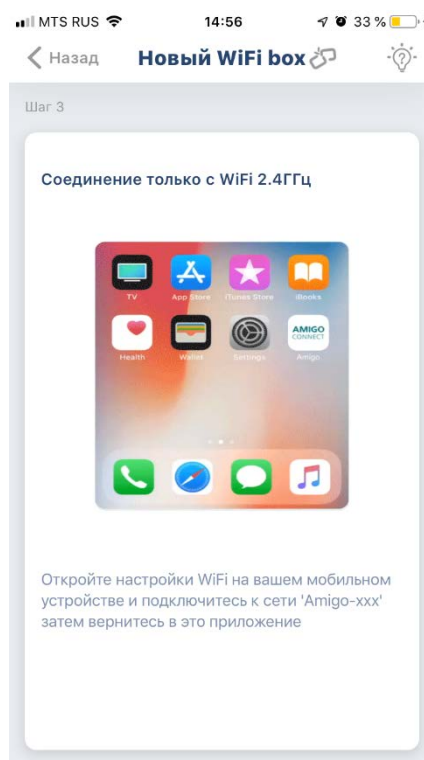 MTS RUS 14:56 33 %
Назад Новый WiFi box
Шаг 3
Соединение только с WiFi 2.4ГГц
TV App Store iTunes Store iBooks
AMIGO
CONNECT
Health Wallet Settings Amigo
Откройте настройки WiFi на вашем мобильном
устройстве и подключитесь к сети 'Amigo-xxx'
затем вернитесь в это приложение